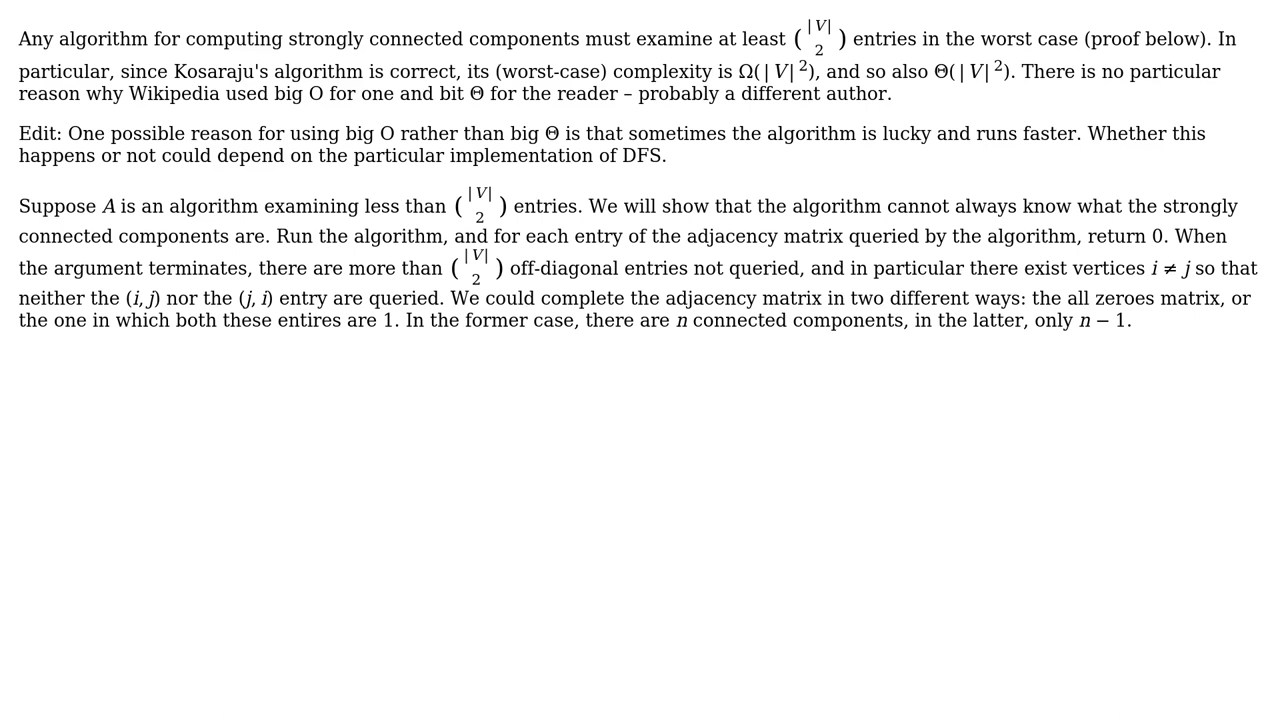 Any algorithm for computing strongly connected components must examine at least (|V| 2) entries in the worst case (proof below). In
particular, since Kosaraju's algorithm is correct, its (worst-case) complexity is Ω(|V|²), and so also Θ(|V|²). There is no particular
reason why Wikipedia used big O for one and bit Θ for the reader – probably a different author.
Edit: One possible reason for using big O rather than big Θ is that sometimes the algorithm is lucky and runs faster. Whether this
happens or not could depend on the particular implementation of DFS.
Suppose A is an algorithm examining less than (|V| 2) entries. We will show that the algorithm cannot always know what the strongly
connected components are. Run the algorithm, and for each entry of the adjacency matrix queried by the algorithm, return 0. When
the argument terminates, there are more than (|V| 2) off-diagonal entries not queried, and in particular there exist vertices i ≠ j so that
neither the (i, j) nor the (j, i) entry are queried. We could complete the adjacency matrix in two different ways: the all zeroes matrix, or
the one in which both these entires are 1. In the former case, there are n connected components, in the latter, only n − 1.